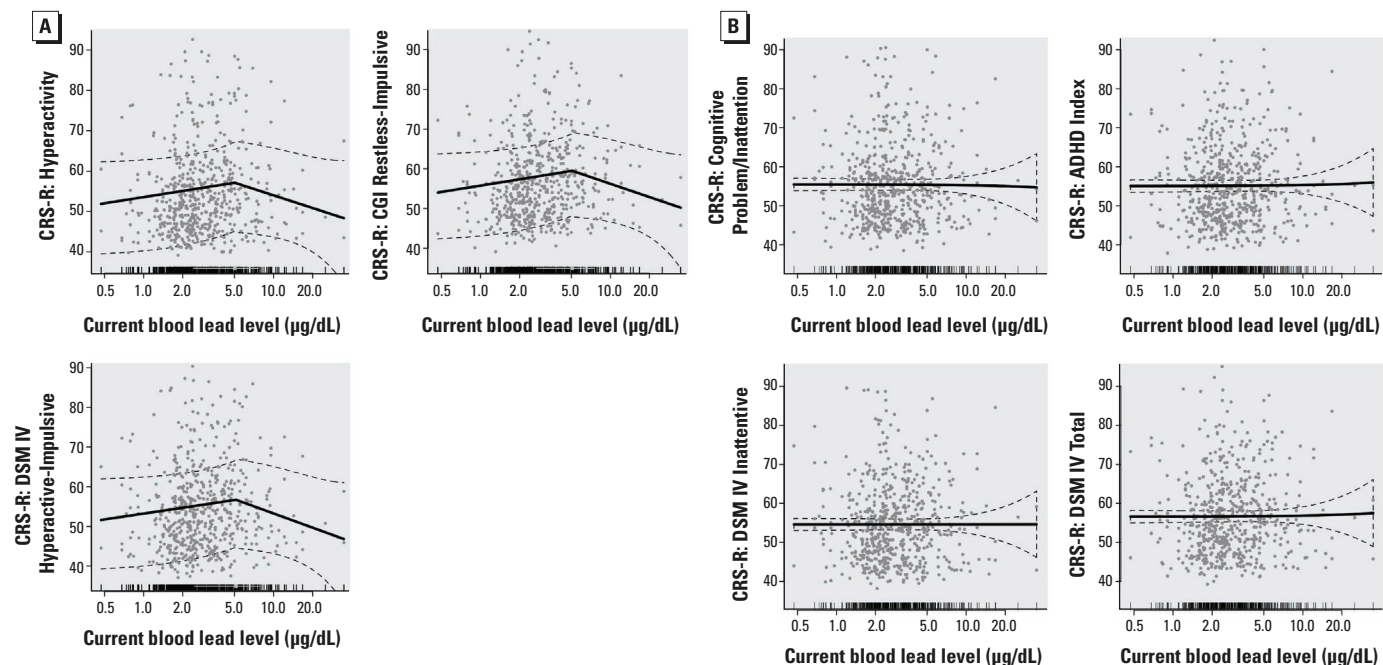 A
CRS-R: Hyperactivity
90
80
70
60
50
40
0.5 1.0 2.0 5.0 10.0 20.0
Current blood lead level (µg/dL)
CRS-R: CGI Restless-Impulsive
90
80
70
60
50
40
0.5 1.0 2.0 5.0 10.0 20.0
Current blood lead level (µg/dL)
CRS-R: DSM IV
Hyperactive-Impulsive
90
80
70
60
50
40
0.5 1.0 2.0 5.0 10.0 20.0
Current blood lead level (µg/dL)
B
CRS-R: Cognitive
Problem/Inattention
90
80
70
60
50
40
0.5 1.0 2.0 5.0 10.0 20.0
Current blood lead level (µg/dL)
CRS-R: ADHD Index
90
80
70
60
50
40
0.5 1.0 2.0 5.0 10.0 20.0
Current blood lead level (µg/dL)
CRS-R: DSM IV Inattentive
90
80
70
60
50
40
0.5 1.0 2.0 5.0 10.0 20.0
Current blood lead level (µg/dL)
CRS-R: DSM IV Total
90
80
70
60
50
40
0.5 1.0 2.0 5.0 10.0 20.0
Current blood lead level (µg/dL)